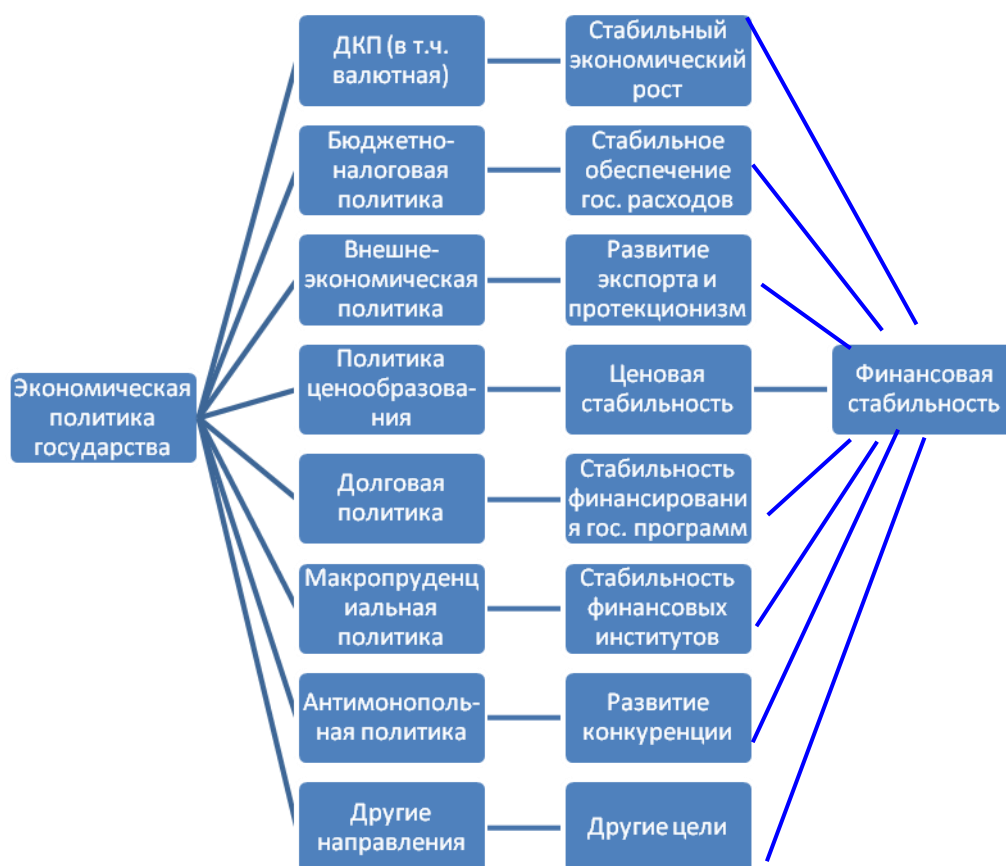 ДКП (в т.ч.
валютная)
Стабильный
экономический
рост
Бюджетно-
налоговая
политика
Стабильное
обеспечение
гос. расходов
Внешне-
экономическая
политика
Развитие
экспорта и
протекционизм
Экономическая
политика
государства
Политика
ценообразова-
ния
Ценовая
стабильность
Финансовая
стабильность
Долговая
политика
Стабильность
финансировани
я гос. программ
Макропруденц
иальная
политика
Стабильность
финансовых
институтов
Антимонополь-
ная политика
Развитие
конкуренции
Другие
направления
Другие цели